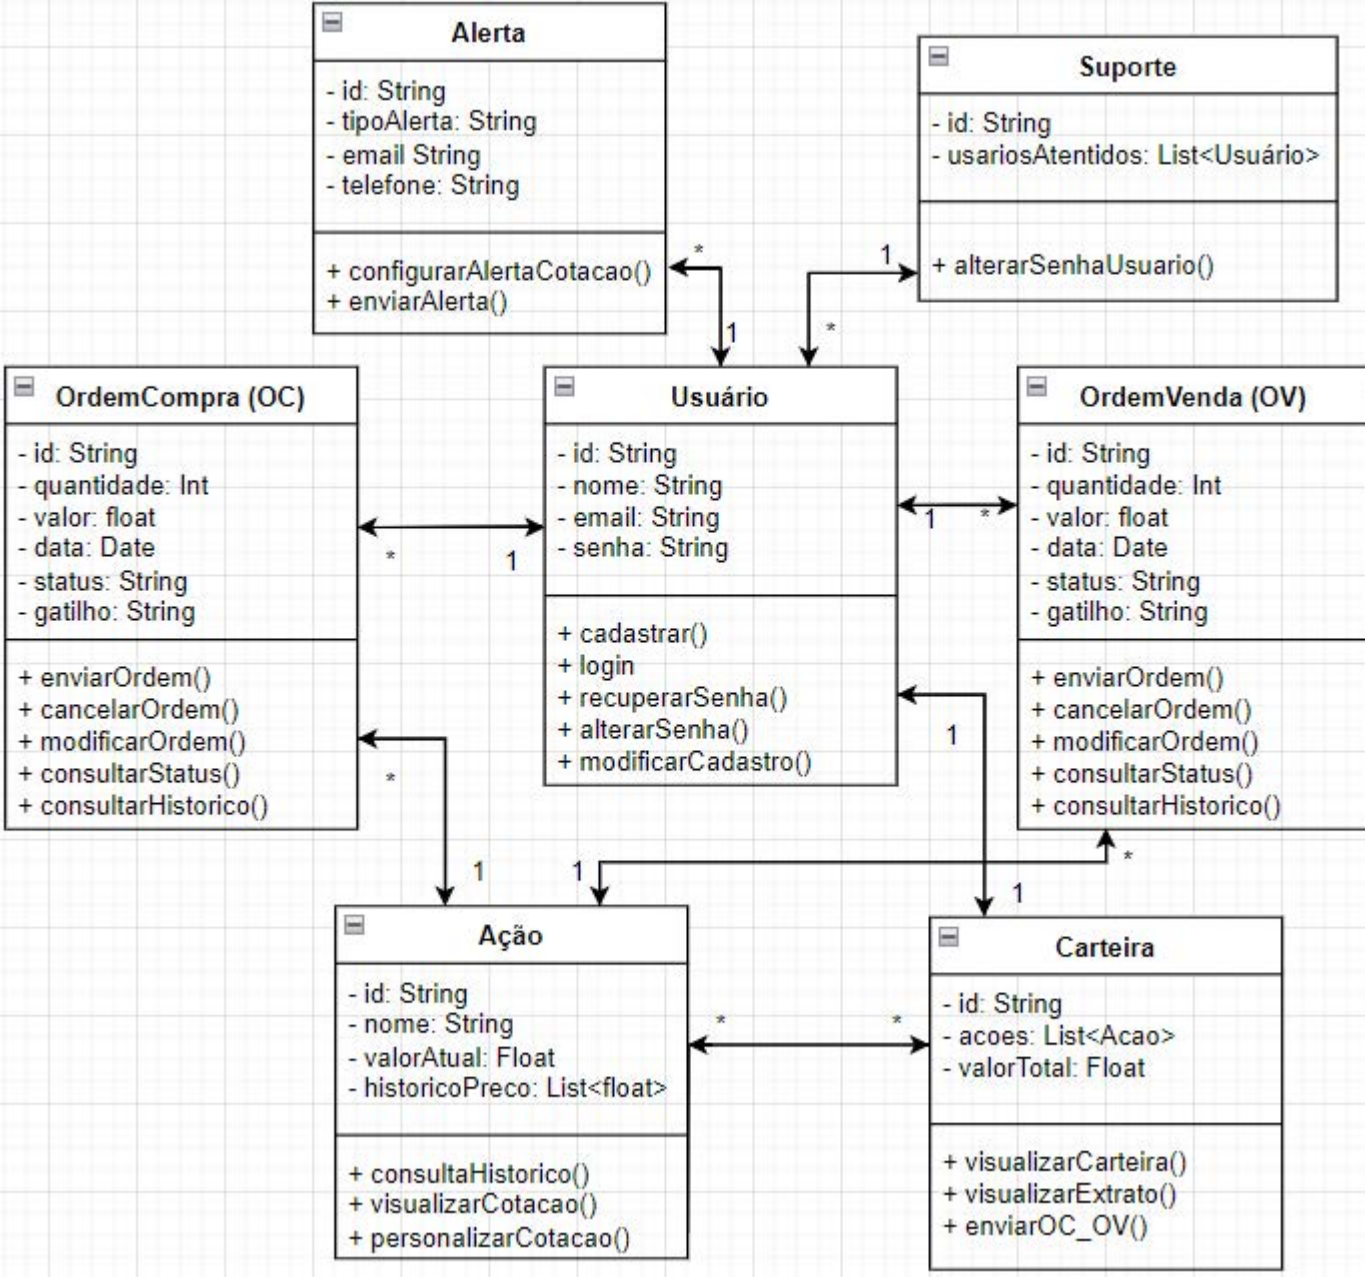 Alerta
- id: String
- tipoAlerta: String
- email String
- telefone: String
+ configurarAlertaCotacao()
+ enviarAlerta()
*
1
Suporte
- id: String
- usariosAtentidos: List<Usuário>
+ alterarSenhaUsuario()
1
*
OrdemCompra (OC)
- id: String
- quantidade: Int
- valor: float
- data: Date
- status: String
- gatilho: String
+ enviarOrdem()
+ cancelarOrdem()
+ modificarOrdem()
+ consultarStatus()
+ consultarHistorico()
*
1
Usuário
- id: String
- nome: String
- email: String
- senha: String
+ cadastrar()
+ login
+ recuperarSenha()
+ alterarSenha()
+ modificarCadastro()
1
*
OrdemVenda (OV)
- id: String
- quantidade: Int
- valor: float
- data: Date
- status: String
- gatilho: String
+ enviarOrdem()
+ cancelarOrdem()
+ modificarOrdem()
+ consultarStatus()
+ consultarHistorico()
*
1
1
*
1
1
Ação
- id: String
- nome: String
- valorAtual: Float
- historicoPreco: List<float>
+ consultaHistorico()
+ visualizarCotacao()
+ personalizarCotacao()
*
*
Carteira
- id: String
- acoes: List<Acao>
- valorTotal: Float
+ visualizarCarteira()
+ visualizarExtrato()
+ enviarOC_OV()